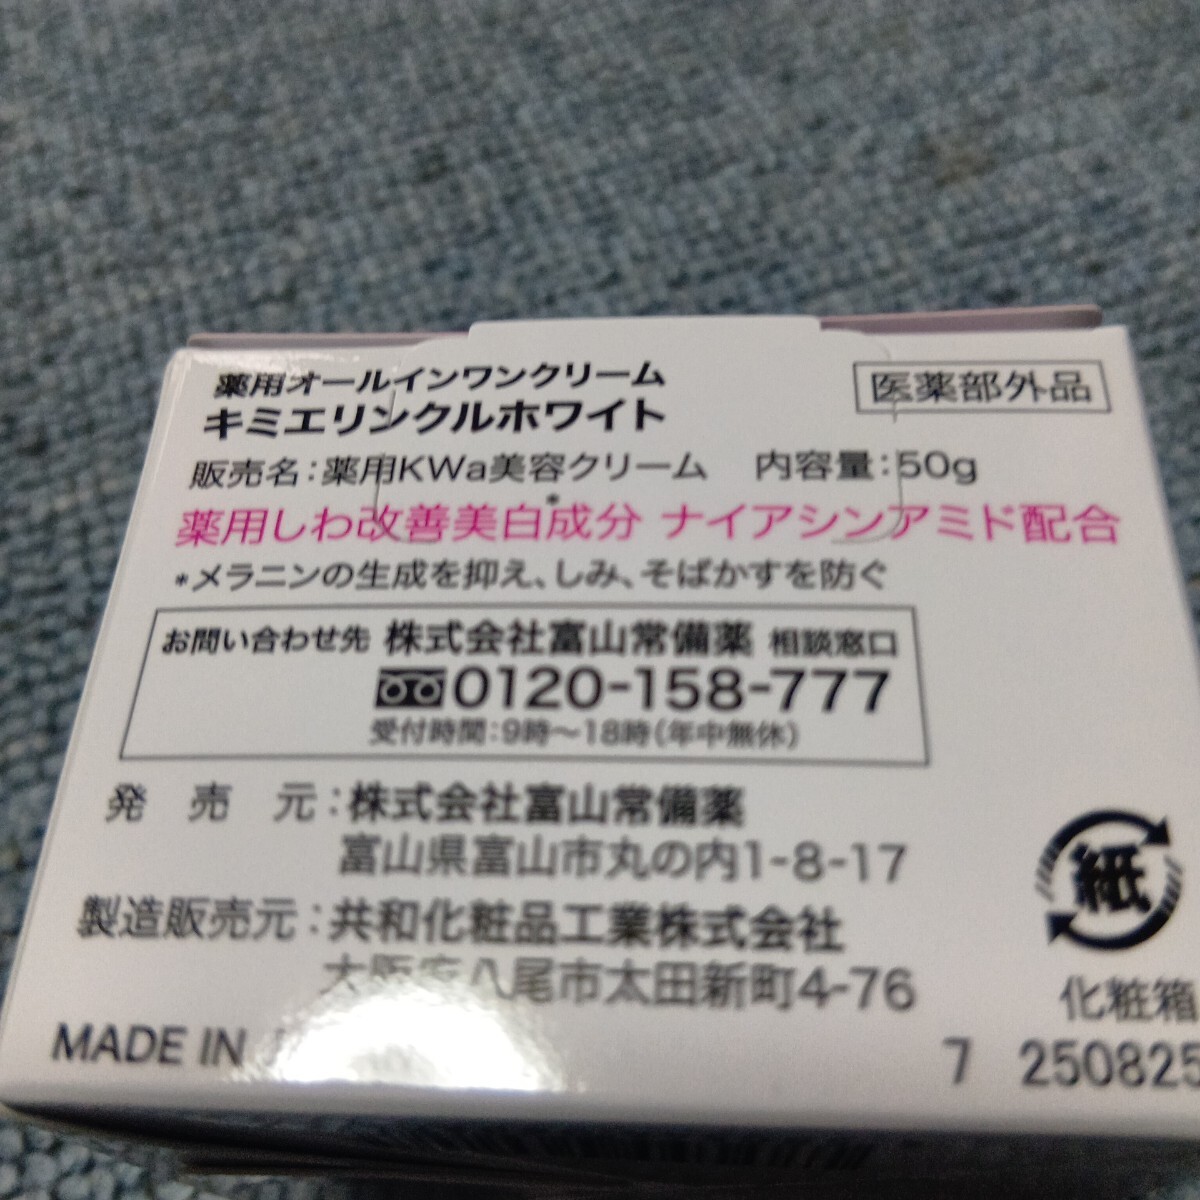 薬用オールインワンクリーム
キミエリンクルホワイト
医薬部外品
販売名:薬用KWa美容クリーム 内容量:50g
薬用しわ改善美白*成分 ナイアシンアミド配合
*メラニンの生成を抑え、しみ、そばかすを防ぐ
お問い合わせ先 株式会社富山常備薬 相談窓口
0120-158-777
受付時間:9時〜18時(年中無休)
発売元:株式会社富山常備薬
富山県富山市丸の内1-8-17
製造販売元:共和化粧品工業株式会社
大阪府八尾市太田新町4-76
紙
化粧箱
MADE IN
7 250825